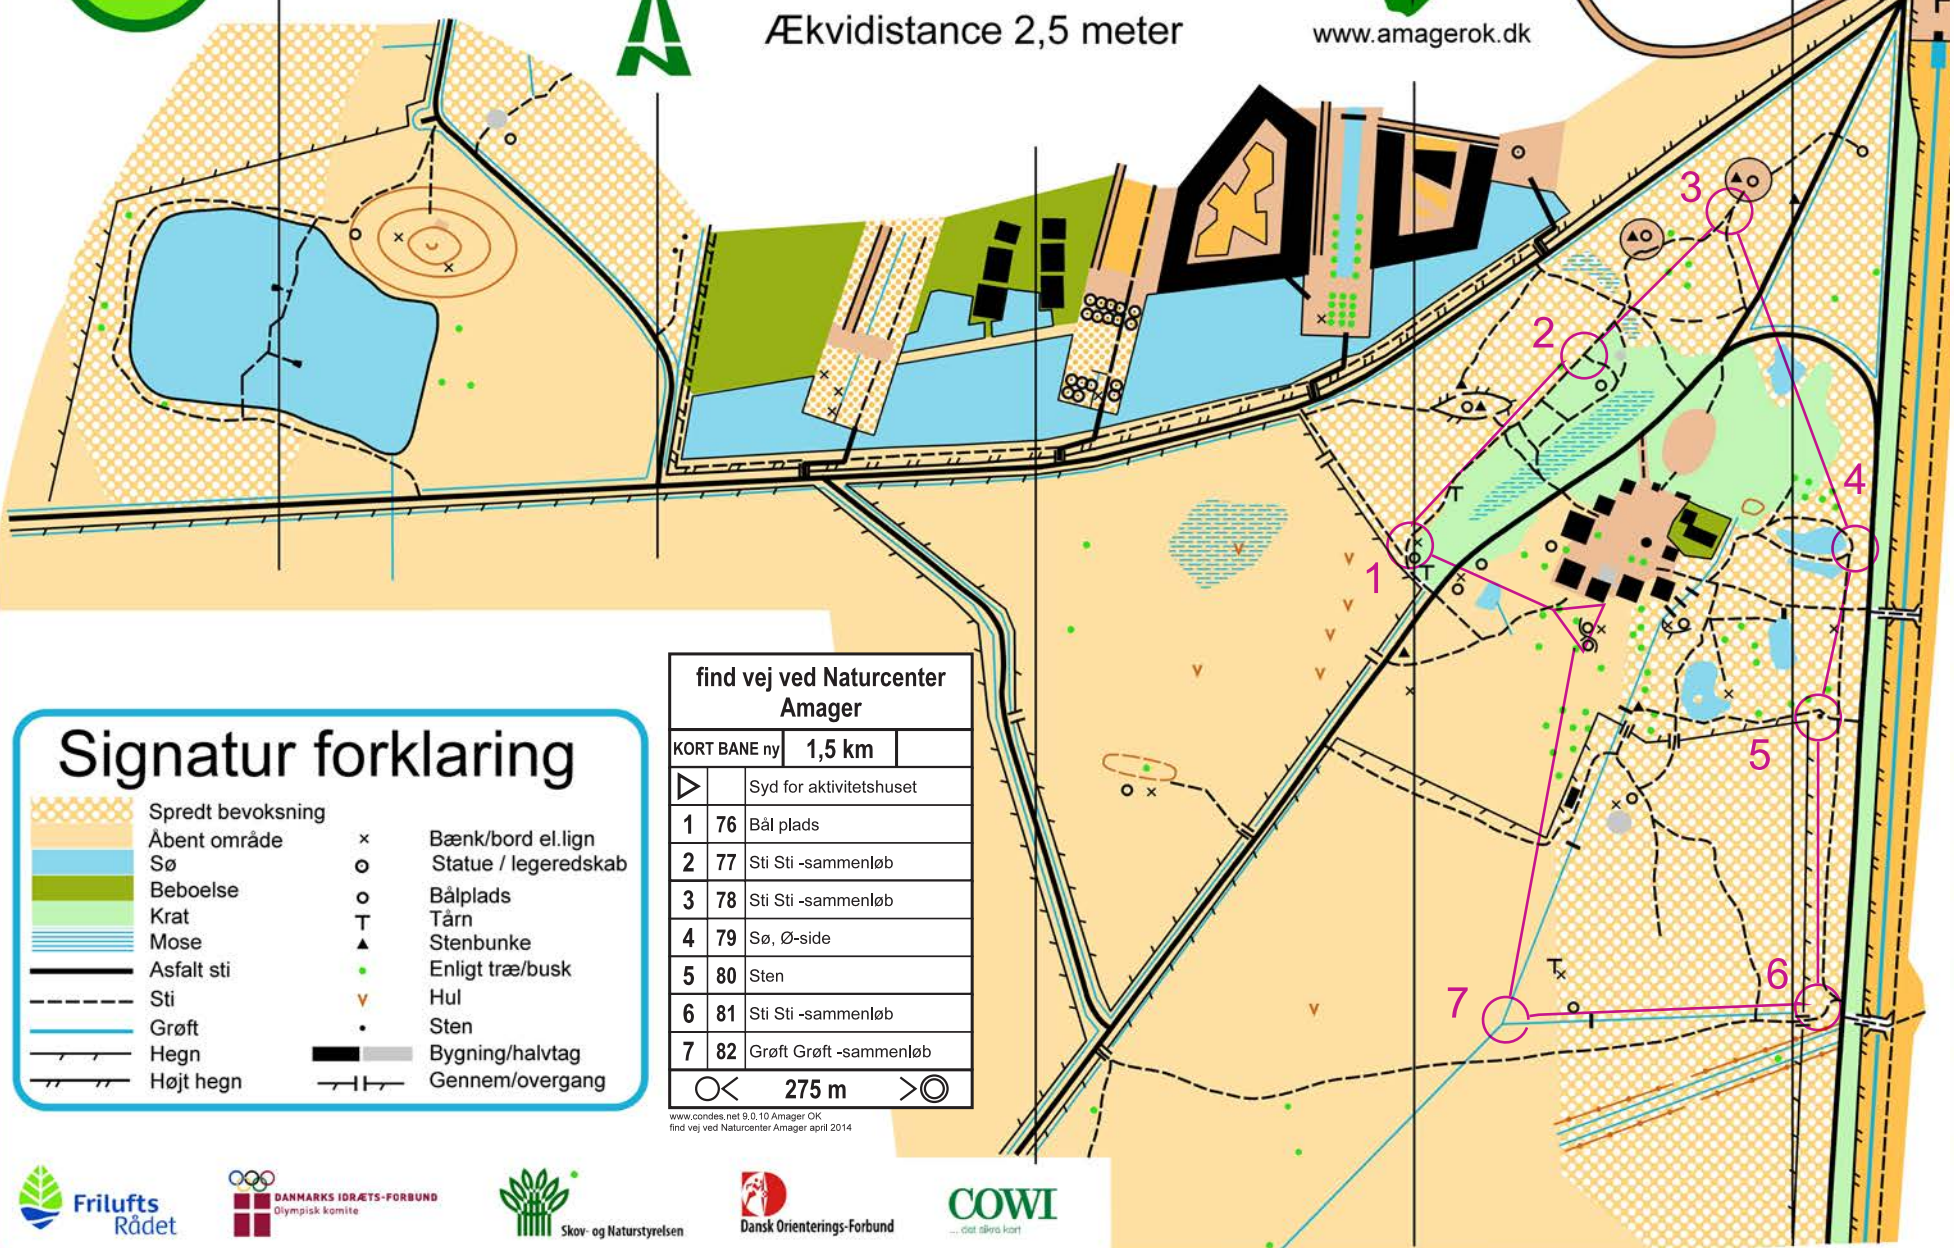 Ækvidistance 2,5 meter
www.amagerok.dk
3
2
4
1
5
6
7
find vej ved Naturcenter
Amager
KORT BANE ny 1,5 km
Syd for aktivitetshuset
1 76 Bål plads
2 77 Sti Sti -sammenløb
3 78 Sti Sti -sammenløb
4 79 Sø, Ø-side
5 80 Sten
6 81 Sti Sti -sammenløb
7 82 Grøft Grøft -sammenløb
275 m
www.condes.net 9.0.10 Amager OK
find vej ved Naturcenter Amager april 2014
Signatur forklaring
Spredt bevoksning
Åbent område
Sø
Beboelse
Krat
Mose
Asfalt sti
Sti
Grøft
Hegn
Højt hegn
Bænk/bord el.lign
Statue / legeredskab
Bålplads
Tårn
Stenbunke
Enligt træ/busk
Hul
Sten
Bygning/halvtag
Gennem/overgang
Frilufts
Rådet
DANMARKS IDRÆTS-FORBUND
Olympisk komite
Skov- og Naturstyrelsen
Dansk Orienterings-Forbund
COWI
... det sikre kort